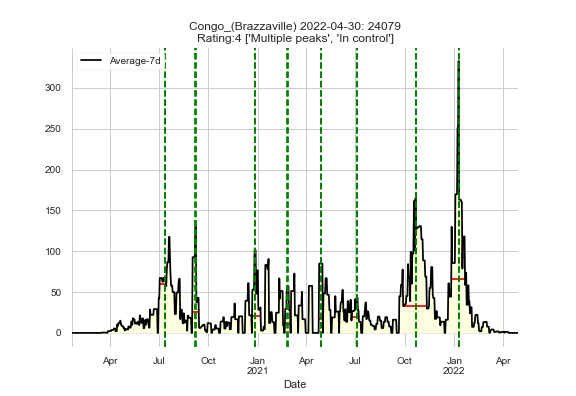 Congo_(Brazzaville) 2022-04-30: 24079
Rating:4 ['Multiple peaks', 'In control']
Average-7d
300
250
200
150
100
50
0
Apr Jul Oct Jan Apr Jul Oct Jan Apr
2021 2022
Date